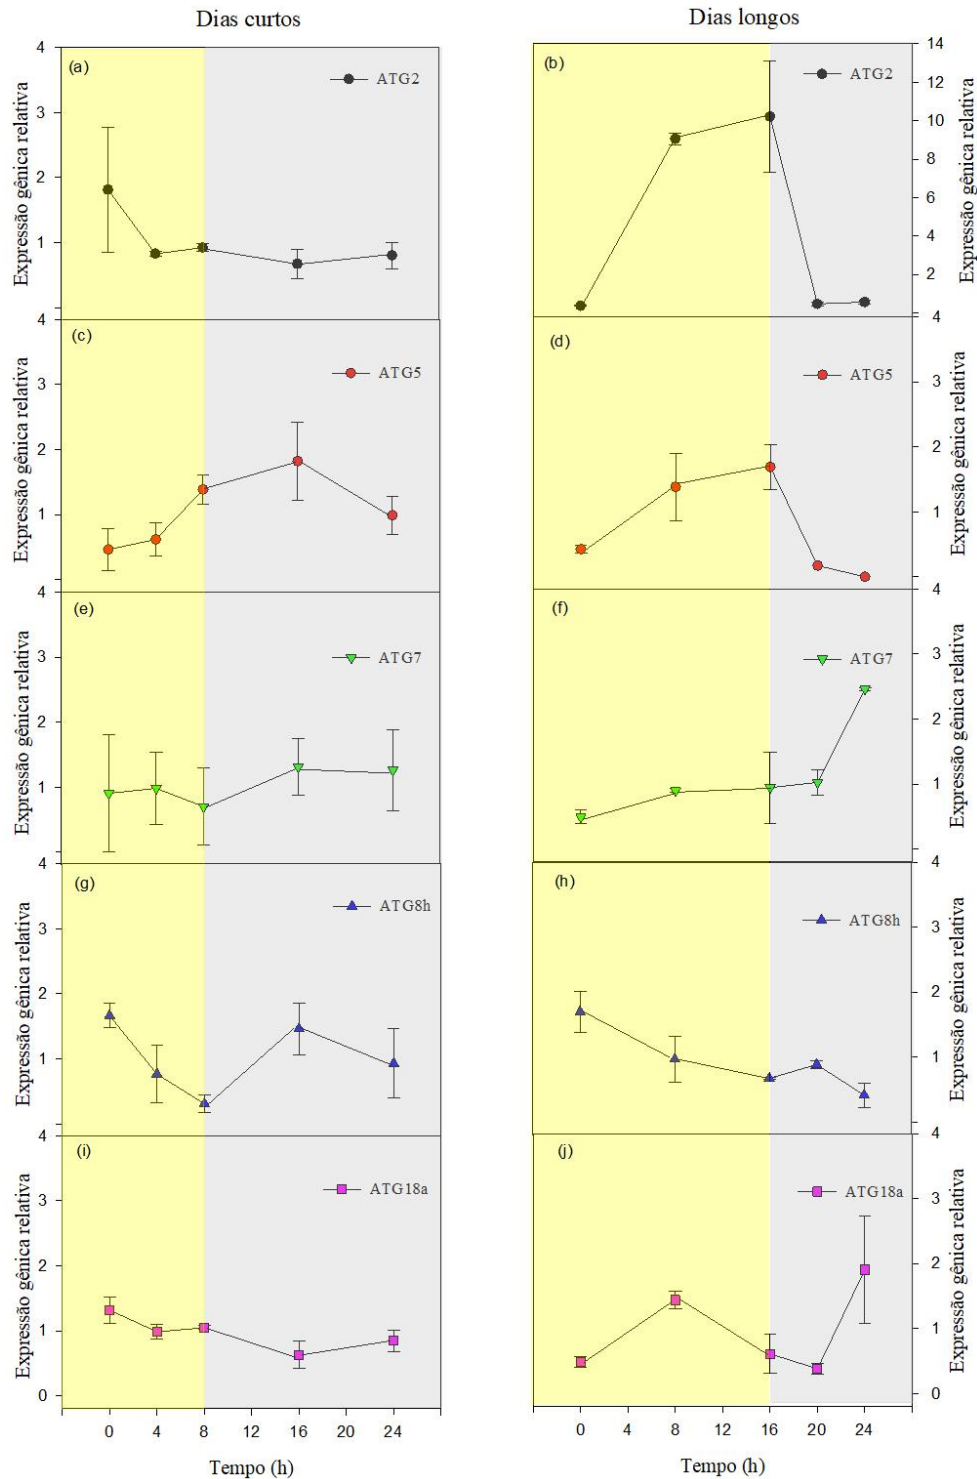 Dias curtos
Dias longos
(a)
ATG2
Expressão gênica relativa
4
3
2
1
(b)
ATG2
Expressão gênica relativa
14
12
10
8
6
4
2
(c)
ATG5
Expressão gênica relativa
4
3
2
1
(d)
ATG5
Expressão gênica relativa
4
3
2
1
(e)
ATG7
Expressão gênica relativa
4
3
2
1
(f)
ATG7
Expressão gênica relativa
3
2
1
(g)
ATG8h
Expressão gênica relativa
4
3
2
1
(h)
ATG8h
Expressão gênica relativa
4
3
2
1
(i)
ATG18a
Expressão gênica relativa
4
3
2
1
0
(j)
ATG18a
Expressão gênica relativa
4
3
2
1
0
0 4 8 12 16 20 24
Tempo (h)
0 4 8 12 16 20 24
Tempo (h)